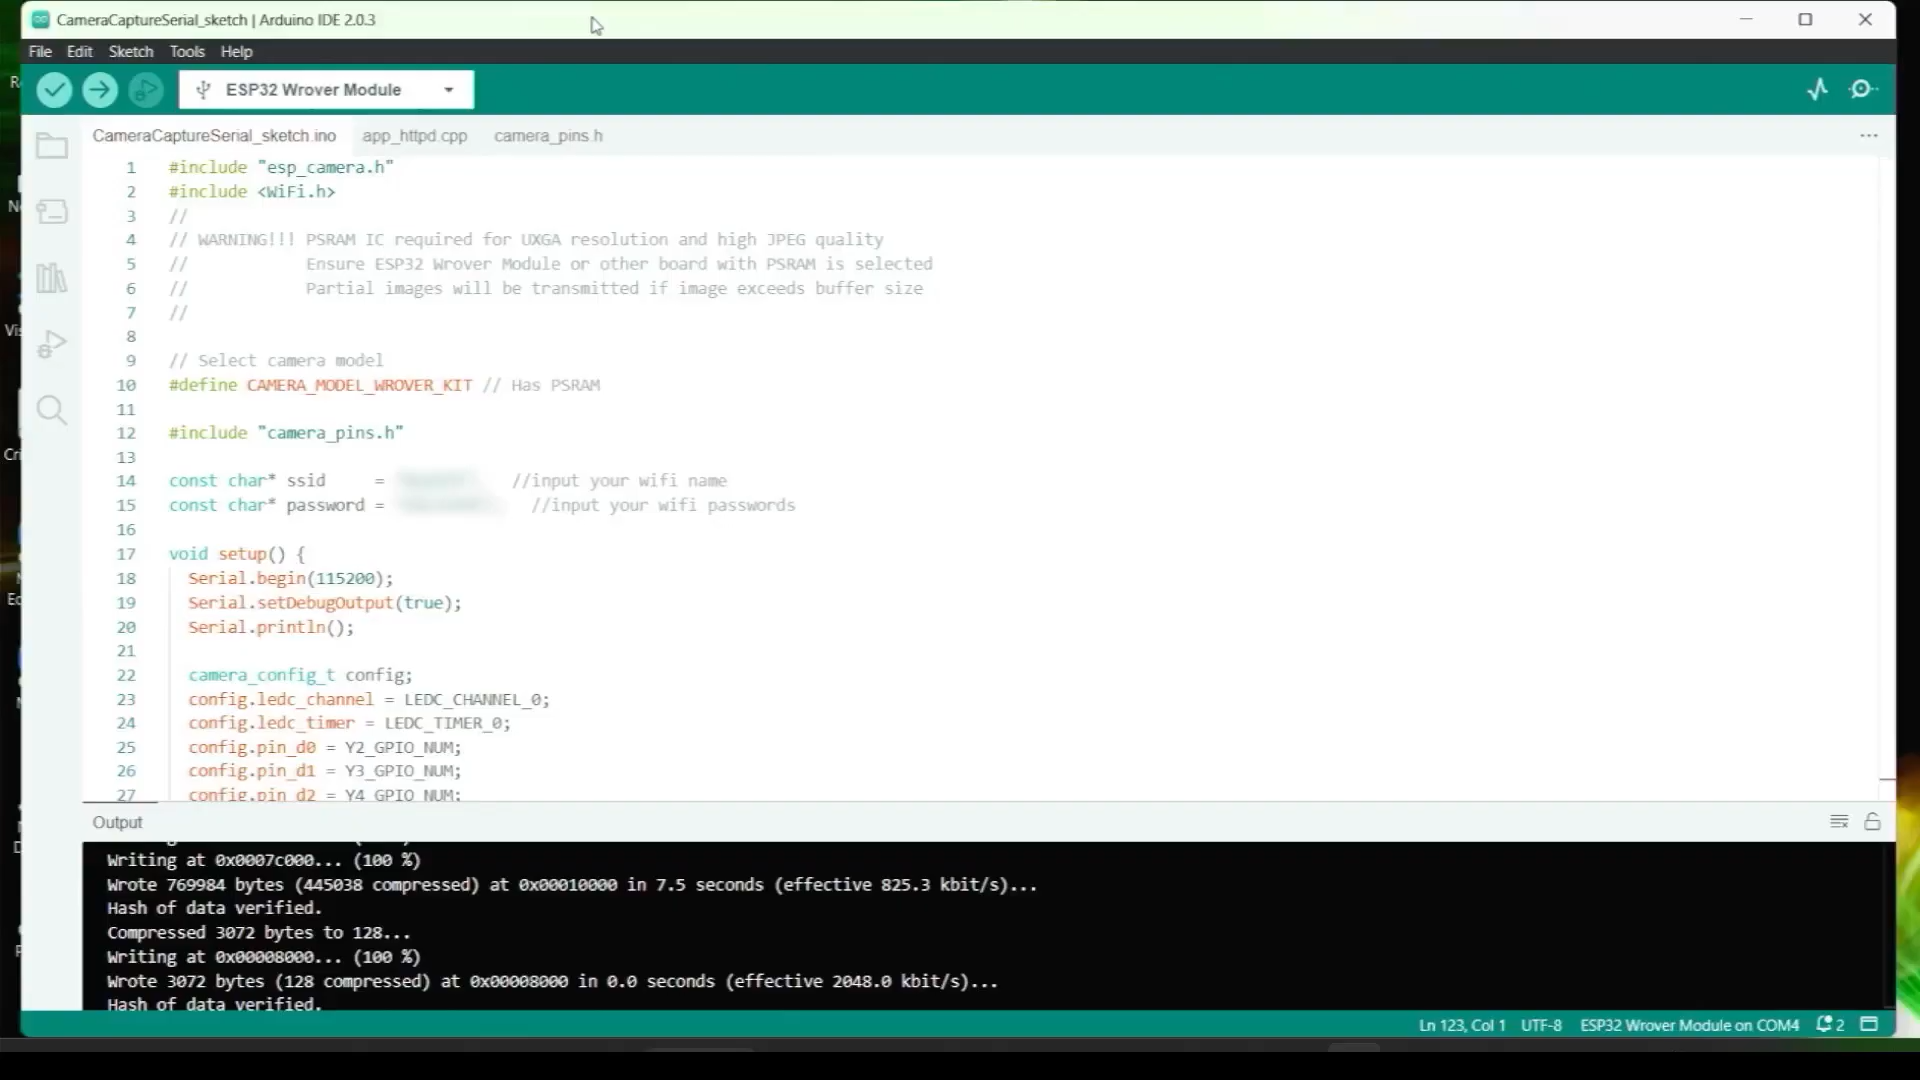 CameraCaptureSerial_sketch | Arduino IDE 2.0.3
File Edit Sketch Tools Help
ESP32 Wrover Module
CameraCaptureSerial_sketch.ino app_httpd.cpp camera_pins.h
1 #include "esp_camera.h"
2 #include <WiFi.h>
3 //
4 // WARNING!!! PSRAM IC required for UXGA resolution and high JPEG quality
5 // Ensure ESP32 Wrover Module or other board with PSRAM is selected
6 // Partial images will be transmitted if image exceeds buffer size
7 //
8
9 // Select camera model
10 #define CAMERA_MODEL_WROVER_KIT // Has PSRAM
11
12 #include "camera_pins.h"
13
14 const char* ssid = //input your wifi name
15 const char* password = //input your wifi passwords
16
17 void setup() {
18 Serial.begin(115200);
19 Serial.setDebugOutput(true);
20 Serial.println();
21
22 camera_config_t config;
23 config.ledc_channel = LEDC_CHANNEL_0;
24 config.ledc_timer = LEDC_TIMER_0;
25 config.pin_d0 = Y2_GPIO_NUM;
26 config.pin_d1 = Y3_GPIO_NUM;
27 config.pin_d2 = Y4_GPIO_NUM;
Output
Writing at 0x0007c000... (100 %)
Wrote 769984 bytes (445038 compressed) at 0x00010000 in 7.5 seconds (effective 825.3 kbit/s)...
Hash of data verified.
Compressed 3072 bytes to 128...
Writing at 0x00008000... (100 %)
Wrote 3072 bytes (128 compressed) at 0x00008000 in 0.0 seconds (effective 2048.0 kbit/s)...
Hash of data verified.
Ln 123, Col 1 UTF-8 ESP32 Wrover Module on COM4 2